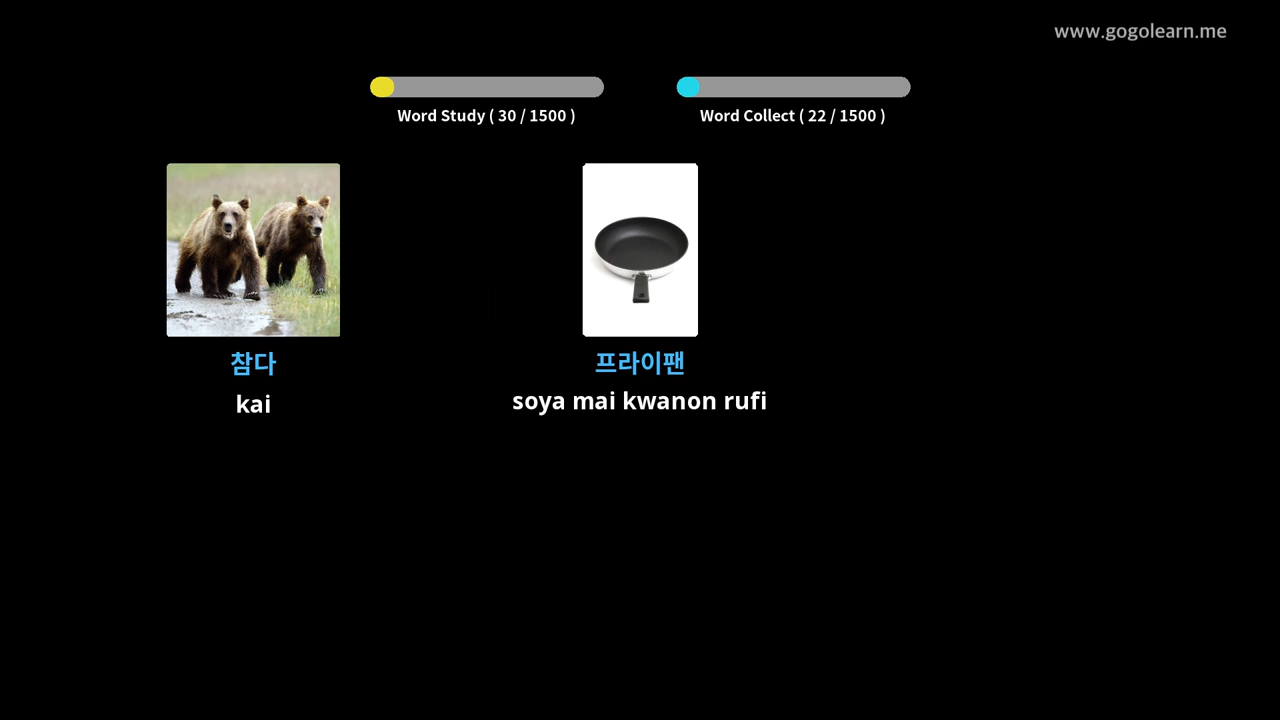 www.gogolearn.me
Word Study ( 30 / 1500 )
Word Collect ( 22 / 1500 )
참다
kai
프라이팬
soya mai kwanon rufi